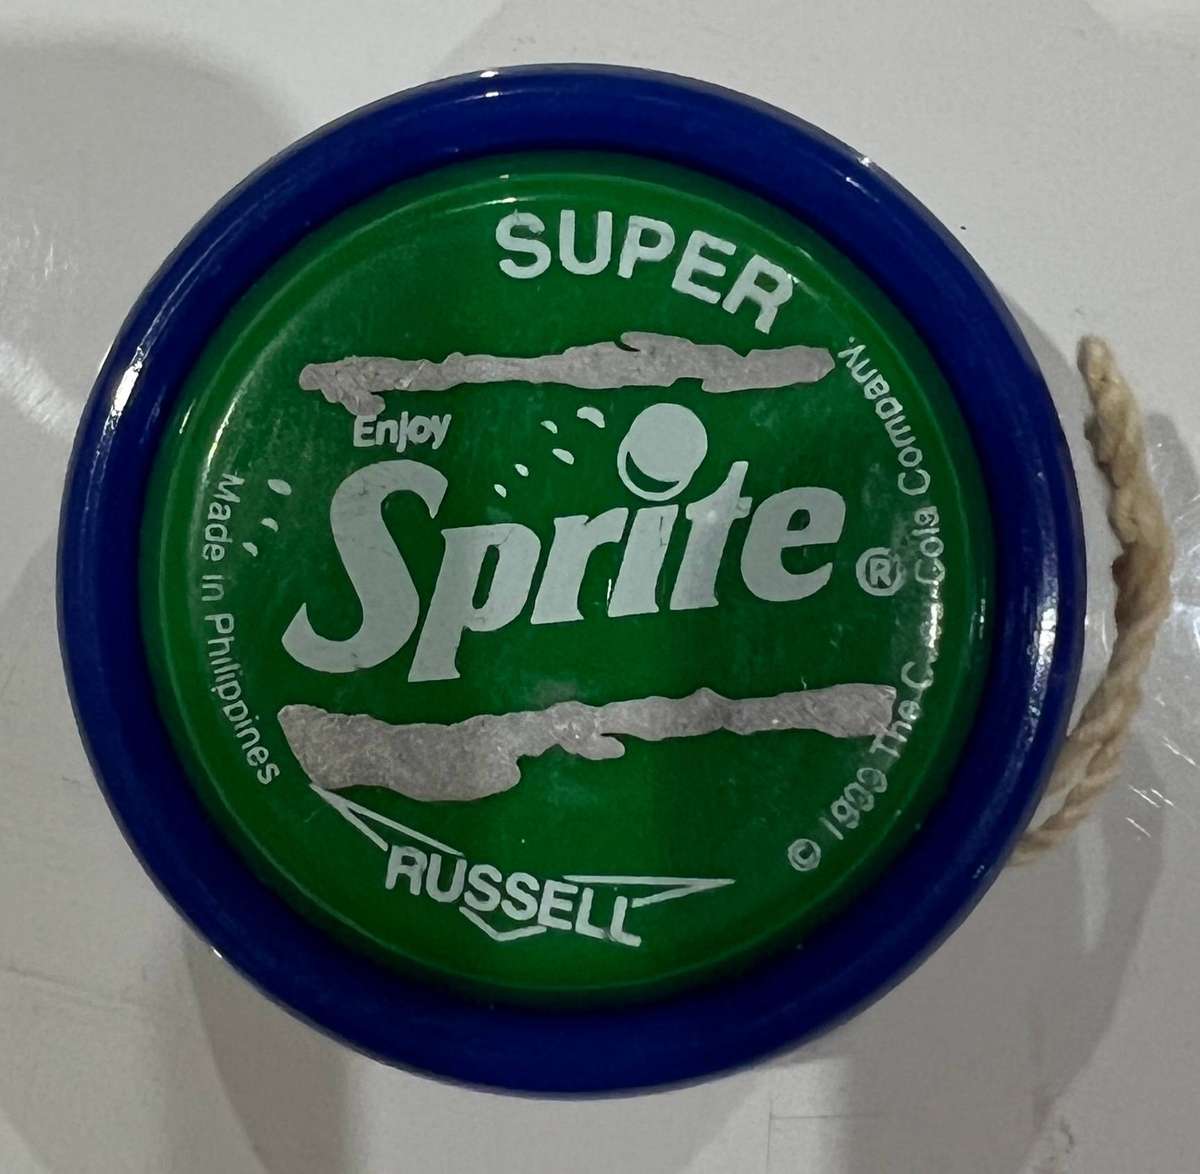 SUPER
Enjoy
Sprite®
RUSSELL
Made in Philippines
© The Coca-Cola Company.